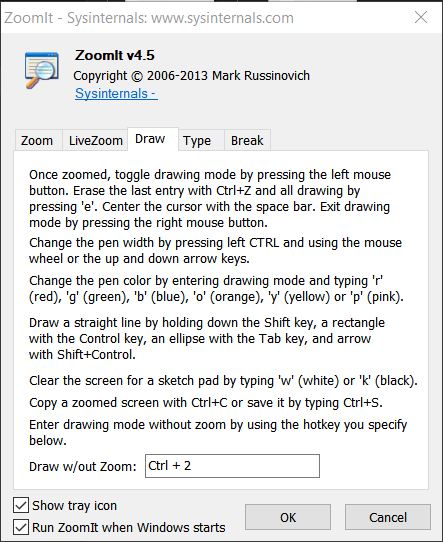 ZoomIt - Sysinternals: www.sysinternals.com
ZoomIt v4.5
Copyright © 2006-2013 Mark Russinovich
Sysinternals -
Zoom LiveZoom Draw Type Break
Once zoomed, toggle drawing mode by pressing the left mouse
button. Erase the last entry with Ctrl+Z and all drawing by
pressing 'e'. Center the cursor with the space bar. Exit drawing
mode by pressing the right mouse button.
Change the pen width by pressing left CTRL and using the mouse
wheel or the up and down arrow keys.
Change the pen color by entering drawing mode and typing 'r'
(red), 'g' (green), 'b' (blue), 'o' (orange), 'y' (yellow) or 'p' (pink).
Draw a straight line by holding down the Shift key, a rectangle
with the Control key, an ellipse with the Tab key, and arrow
with Shift+Control.
Clear the screen for a sketch pad by typing 'w' (white) or 'k' (black).
Copy a zoomed screen with Ctrl+C or save it by typing Ctrl+S.
Enter drawing mode without zoom by using the hotkey you specify
below.
Draw w/out Zoom: Ctrl + 2
Show tray icon
Run ZoomIt when Windows starts
OK Cancel